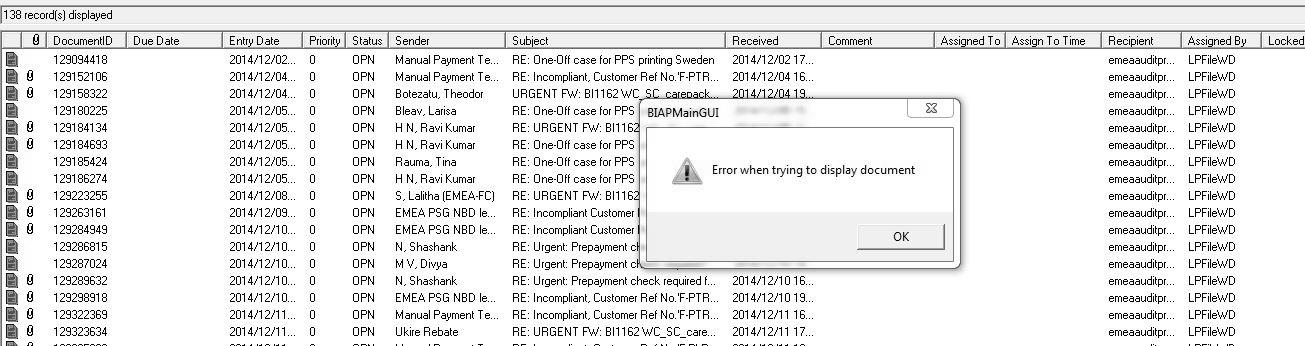 138 record(s) displayed
DocumentID Due Date Entry Date Priority Status Sender Subject Received Comment Assigned To Assign To Time Recipient Assigned By Locked
129094418 2014/12/02... 0 OPN Manual Payment Te... RE: One-Off case for PPS printing Sweden 2014/12/02 17... emeaauditpr... LPFileWD
129152106 2014/12/04... 0 OPN Manual Payment Te... RE: Incompliant, Customer Ref No.'F-PTR... 2014/12/04 16... emeaauditpr... LPFileWD
129158322 2014/12/04... 0 OPN Botezatu, Theodor URGENT FW: BI1162 WC_SC_carepack... 2014/12/04 19... emeaauditpr... LPFileWD
129180225 2014/12/05... 0 OPN Bleav, Larisa RE: One-Off case for PPS emeaauditpr... LPFileWD
129184134 2014/12/05... 0 OPN H N, Ravi Kumar RE: URGENT FW: BI1162 emeaauditpr... LPFileWD
129184693 2014/12/05... 0 OPN H N, Ravi Kumar RE: One-Off case for PPS emeaauditpr... LPFileWD
129185424 2014/12/05... 0 OPN Rauma, Tina RE: One-Off case for PPS emeaauditpr... LPFileWD
129186274 2014/12/05... 0 OPN H N, Ravi Kumar RE: One-Off case for PPS emeaauditpr... LPFileWD
129223255 2014/12/08... 0 OPN S, Lalitha (EMEA-FC) RE: URGENT FW: BI1162 emeaauditpr... LPFileWD
129263161 2014/12/09... 0 OPN EMEA PSG NBD le... RE: Incompliant Customer emeaauditpr... LPFileWD
129284949 2014/12/10... 0 OPN EMEA PSG NBD le... RE: Incompliant, Customer emeaauditpr... LPFileWD
129286815 2014/12/10... 0 OPN N, Shashank RE: Urgent: Prepayment emeaauditpr... LPFileWD
129287024 2014/12/10... 0 OPN M V, Divya RE: Urgent: Prepayment emeaauditpr... LPFileWD
129289632 2014/12/10... 0 OPN N, Shashank RE: Urgent: Prepayment check required f... 2014/12/10 16... emeaauditpr... LPFileWD
129298918 2014/12/10... 0 OPN EMEA PSG NBD le... RE: Incompliant, Customer Ref No.'F-PTR... 2014/12/10 19... emeaauditpr... LPFileWD
129322369 2014/12/11... 0 OPN Manual Payment Te... RE: Incompliant, Customer Ref No.'F-PTR... 2014/12/11 16... emeaauditpr... LPFileWD
129323634 2014/12/11... 0 OPN Ukire Rebate RE: URGENT FW: BI1162 WC_SC_care... 2014/12/11 17... emeaauditpr... LPFileWD
BIAPMainGUI
Error when trying to display document
OK